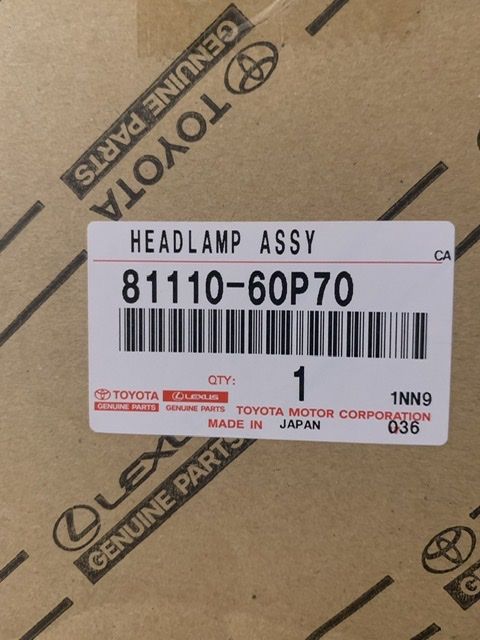 GENUINE PARTS
TOYOTA
HEADLAMP ASSY
CA
81110-60P70
QTY: 1
1NN9
TOYOTA LEXUS
GENUINE PARTS GENUINE PARTS
TOYOTA MOTOR CORPORATION
MADE IN JAPAN 036
LEXUS
GENUINE PARTS